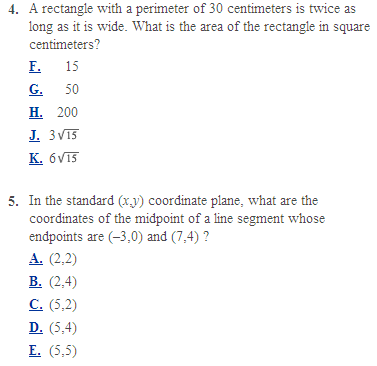 4. A rectangle with a perimeter of 30 centimeters is twice as
long as it is wide. What is the area of the rectangle in square
centimeters?
F. 15
G. 50
H. 200
J. 3√15
K. 6√15
5. In the standard (x,y) coordinate plane, what are the
coordinates of the midpoint of a line segment whose
endpoints are (–3,0) and (7,4) ?
A. (2,2)
B. (2,4)
C. (5,2)
D. (5,4)
E. (5,5)